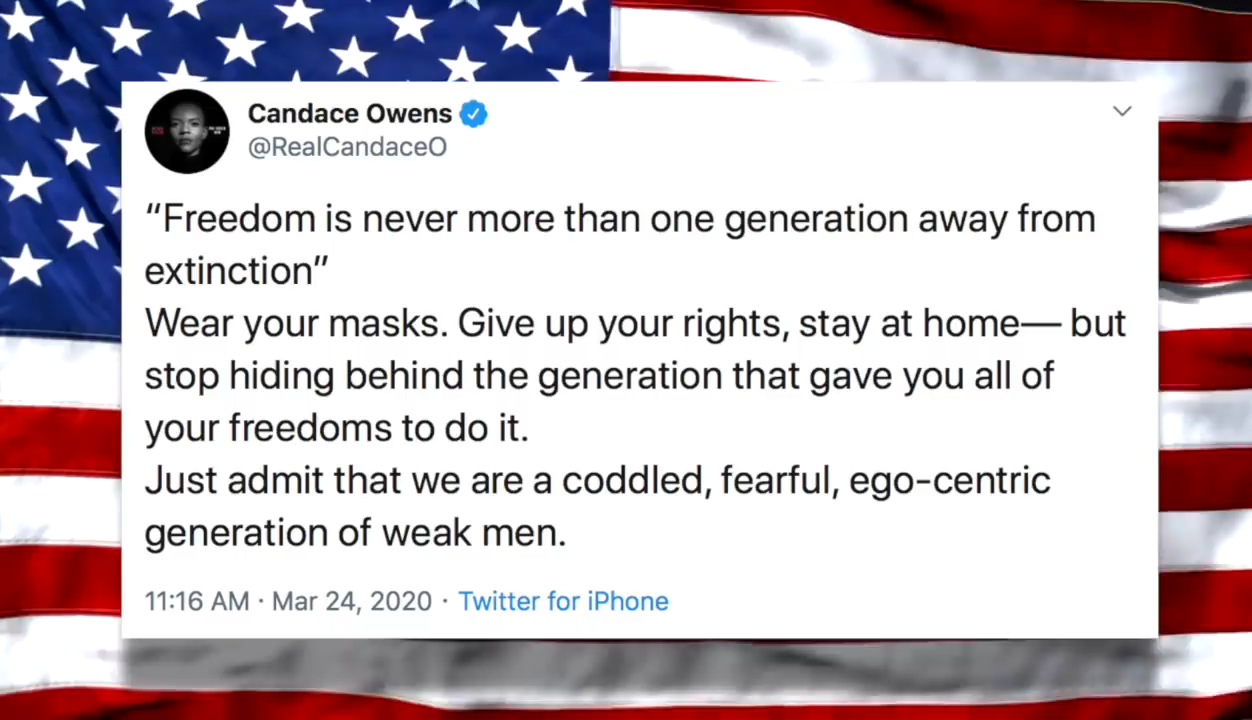 Candace Owens
@RealCandaceO
“Freedom is never more than one generation away from
extinction”
Wear your masks. Give up your rights, stay at home— but
stop hiding behind the generation that gave you all of
your freedoms to do it.
Just admit that we are a coddled, fearful, ego-centric
generation of weak men.
11:16 AM · Mar 24, 2020 · Twitter for iPhone